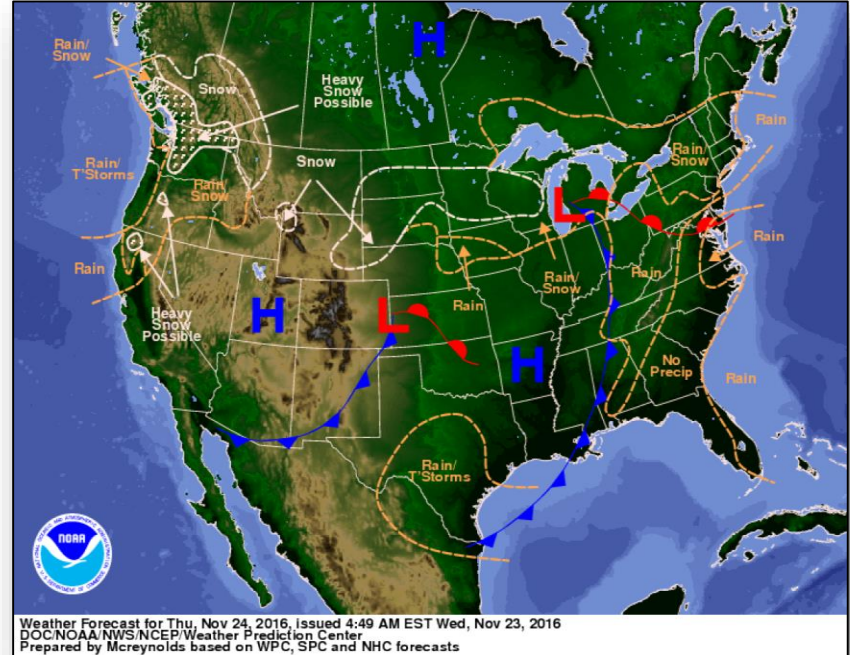 Rain/
Snow
Snow
Heavy
Snow
Possible
H
Rain
Rain/
Snow
Snow
Rain/
T'Storms
Rain/
Snow
L
Rain
Rain
Rain/
Snow
Rain
Rain
Heavy
Snow
Possible
H
L
H
No
Precip
Rain
Rain/
T'Storms
NOAA
Weather Forecast for Thu, Nov 24, 2016, issued 4:49 AM EST Wed, Nov 23, 2016
DOC/NOAA/NWS/NCEP/Weather Prediction Center
Prepared by Mcreynolds based on WPC, SPC and NHC forecasts